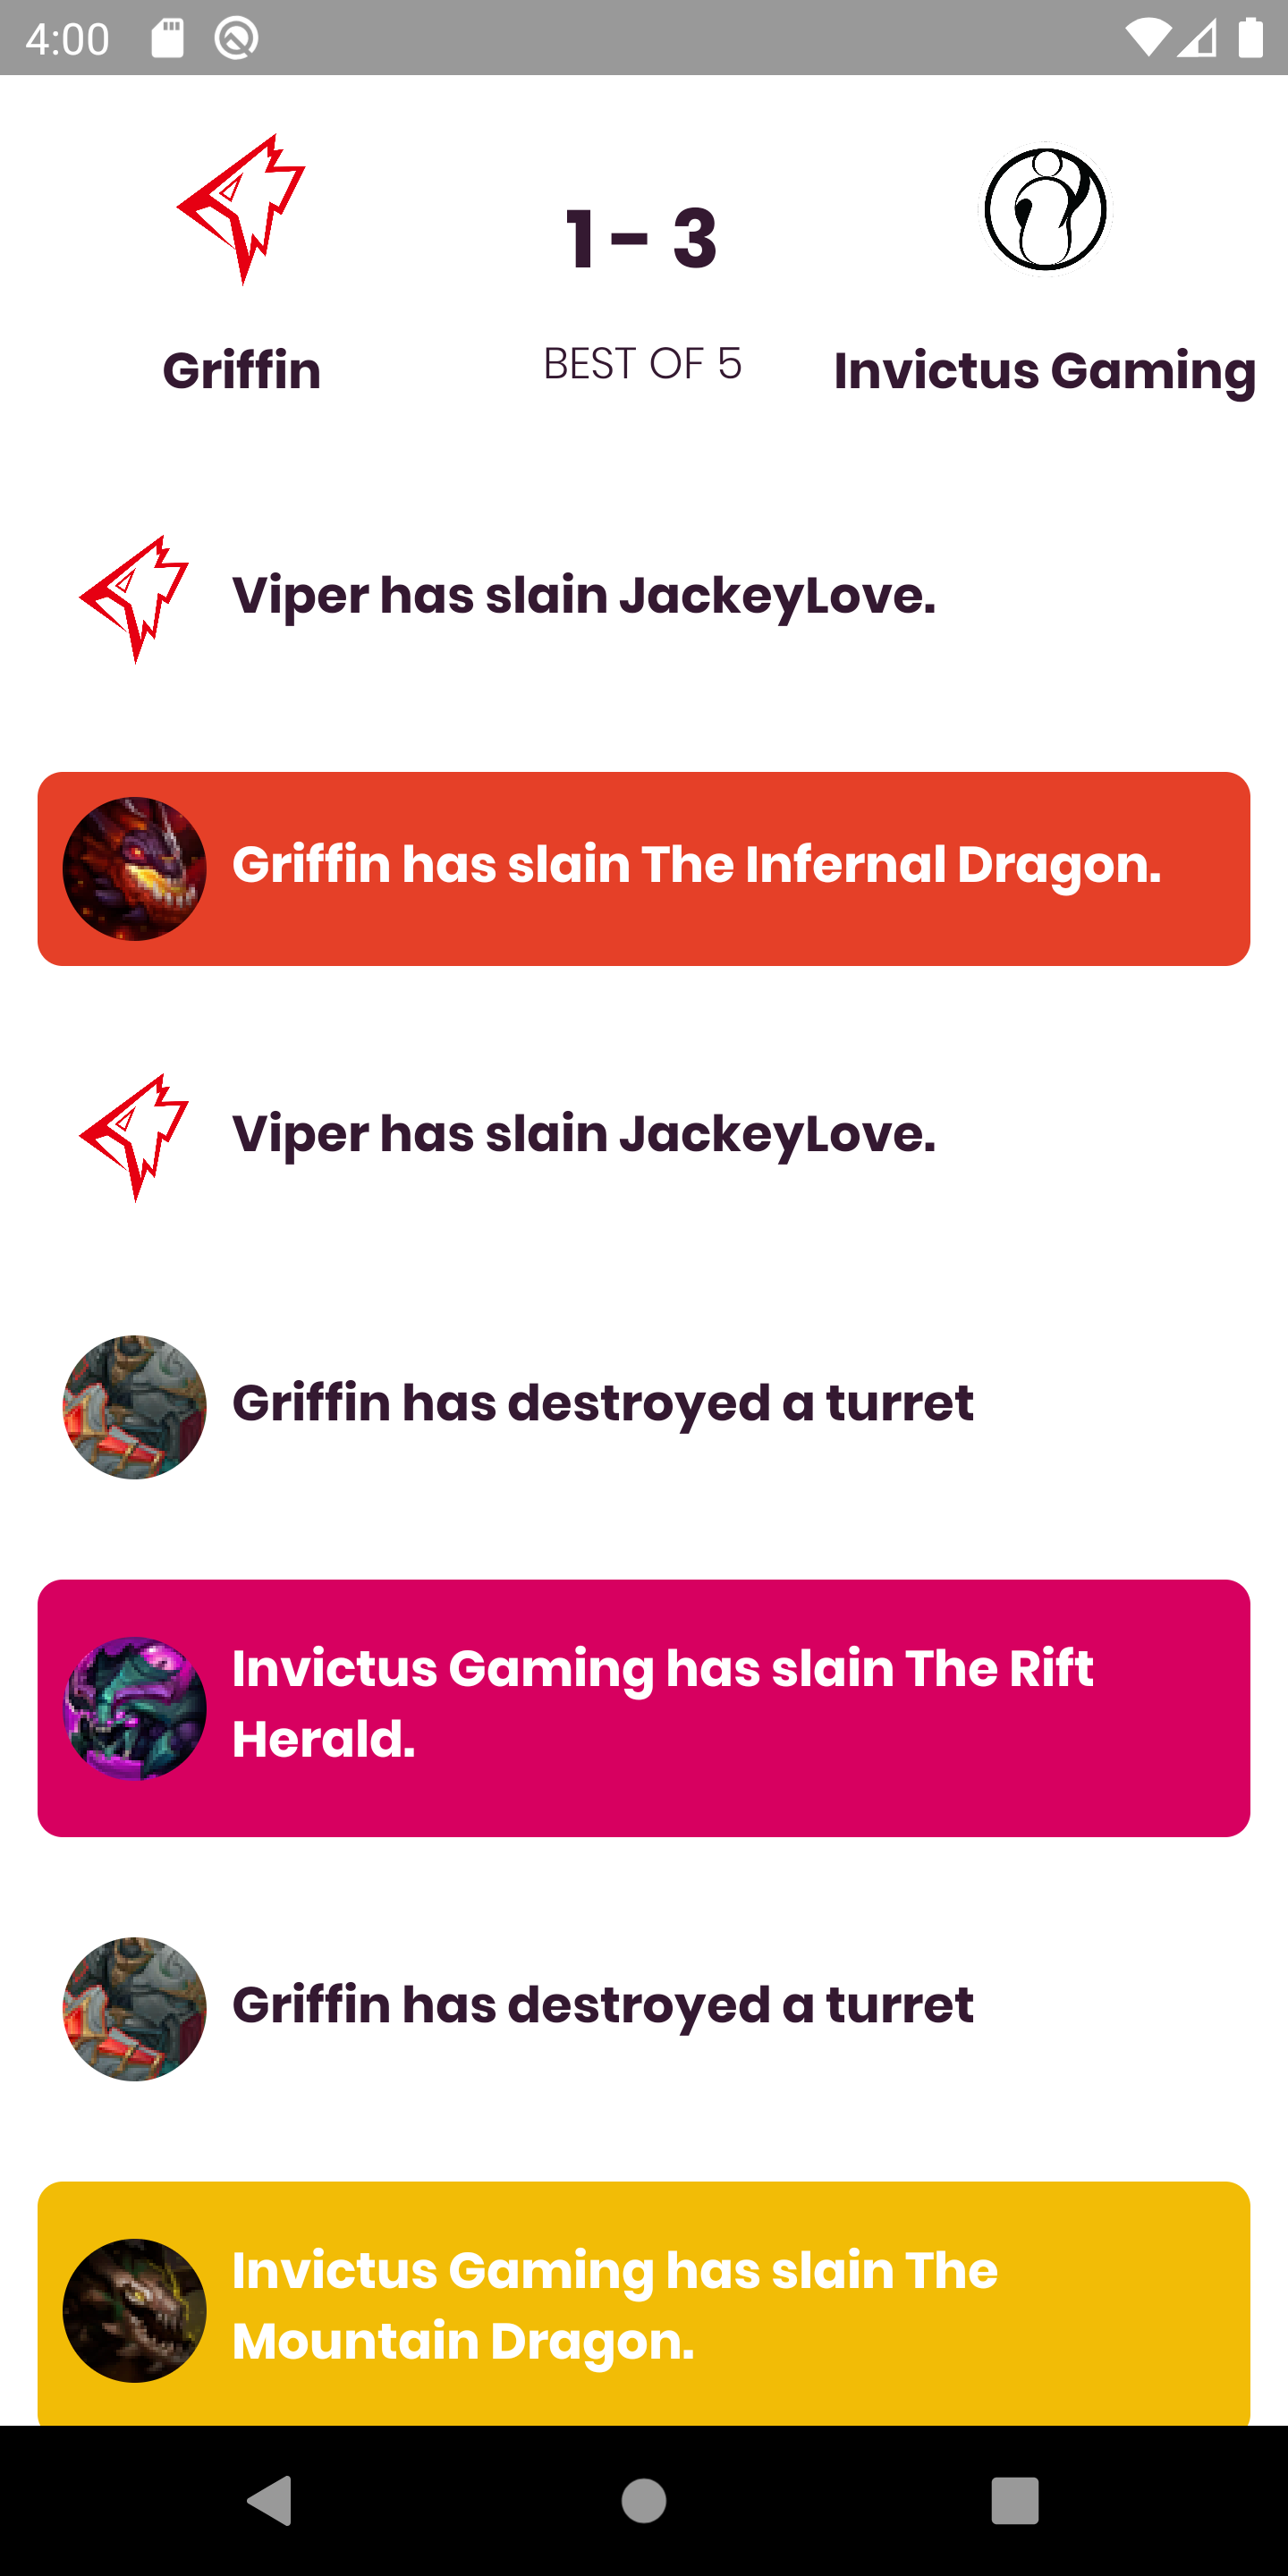 4:00
1 - 3
Griffin
BEST OF 5
Invictus Gaming
Viper has slain JackeyLove.
Griffin has slain The Infernal Dragon.
Viper has slain JackeyLove.
Griffin has destroyed a turret
Invictus Gaming has slain The Rift
Herald.
Griffin has destroyed a turret
Invictus Gaming has slain The
Mountain Dragon.